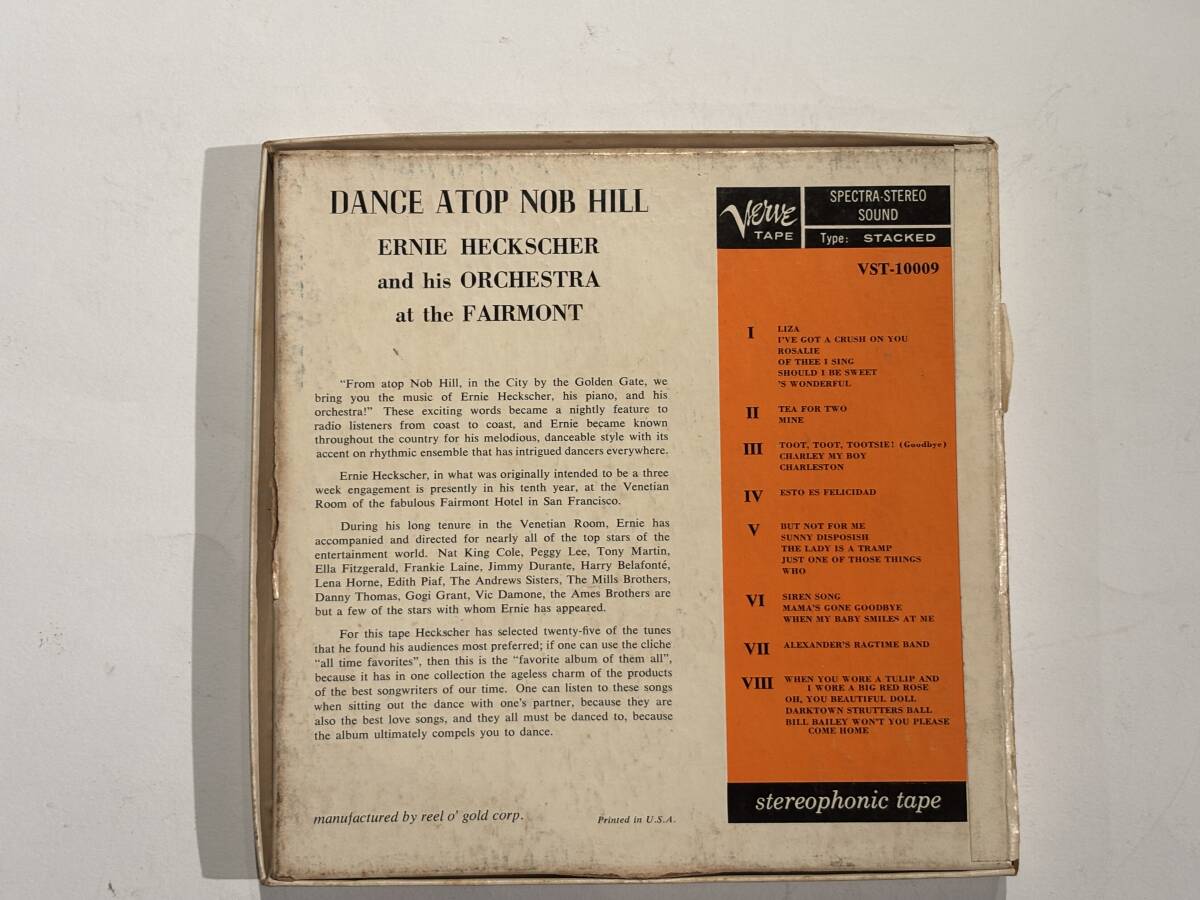 DANCE ATOP NOB HILL
ERNIE HECKSCHER
and his ORCHESTRA
at the FAIRMONT
"From atop Nob Hill, in the City by the Golden Gate, we
bring you the music of Ernie Heckscher, his piano, and his
orchestra!" These exciting words became a nightly feature to
radio listeners from coast to coast, and Ernie became known
throughout the country for his melodious, danceable style with its
accent on rhythmic ensemble that has intrigued dancers everywhere.
Ernie Heckscher, in what was originally intended to be a three
week engagement is presently in his tenth year, at the Venetian
Room of the fabulous Fairmont Hotel in San Francisco.
During his long tenure in the Venetian Room, Ernie has
accompanied and directed for nearly all of the top stars of the
entertainment world. Nat King Cole, Peggy Lee, Tony Martin,
Ella Fitzgerald, Frankie Laine, Jimmy Durante, Harry Belafonté,
Lena Horne, Edith Piaf, The Andrews Sisters, The Mills Brothers,
Danny Thomas, Gogi Grant, Vic Damone, the Ames Brothers are
but a few of the stars with whom Ernie has appeared.
For this tape Heckscher has selected twenty-five of the tunes
that he found his audiences most preferred; if one can use the cliche
"all time favorites", then this is the "favorite album of them all",
because it has in one collection the ageless charm of the products
of the best songwriters of our time. One can listen to these songs
when sitting out the dance with one's partner, because they are
also the best love songs, and they all must be danced to, because
the album ultimately compels you to dance.
manufactured by reel o' gold corp.
Printed in U.S.A.
Verve
TAPE
SPECTRA-STEREO
SOUND
Type: STACKED
VST-10009
I LIZA
I'VE GOT A CRUSH ON YOU
ROSALIE
OF THEE I SING
SHOULD I BE SWEET
'S WONDERFUL
II TEA FOR TWO
MINE
III TOOT, TOOT, TOOTSIE! (Goodbye)
CHARLEY MY BOY
CHARLESTON
IV ESTO ES FELICIDAD
V BUT NOT FOR ME
SUNNY DISPOSISH
THE LADY IS A TRAMP
JUST ONE OF THOSE THINGS
WHO
VI SIREN SONG
MAMA'S GONE GOODBYE
WHEN MY BABY SMILES AT ME
VII ALEXANDER'S RAGTIME BAND
VIII WHEN YOU WORE A TULIP AND
I WORE A BIG RED ROSE
OH, YOU BEAUTIFUL DOLL
DARKTOWN STRUTTERS BALL
BILL BAILEY WON'T YOU PLEASE
COME HOME
stereophonic tape